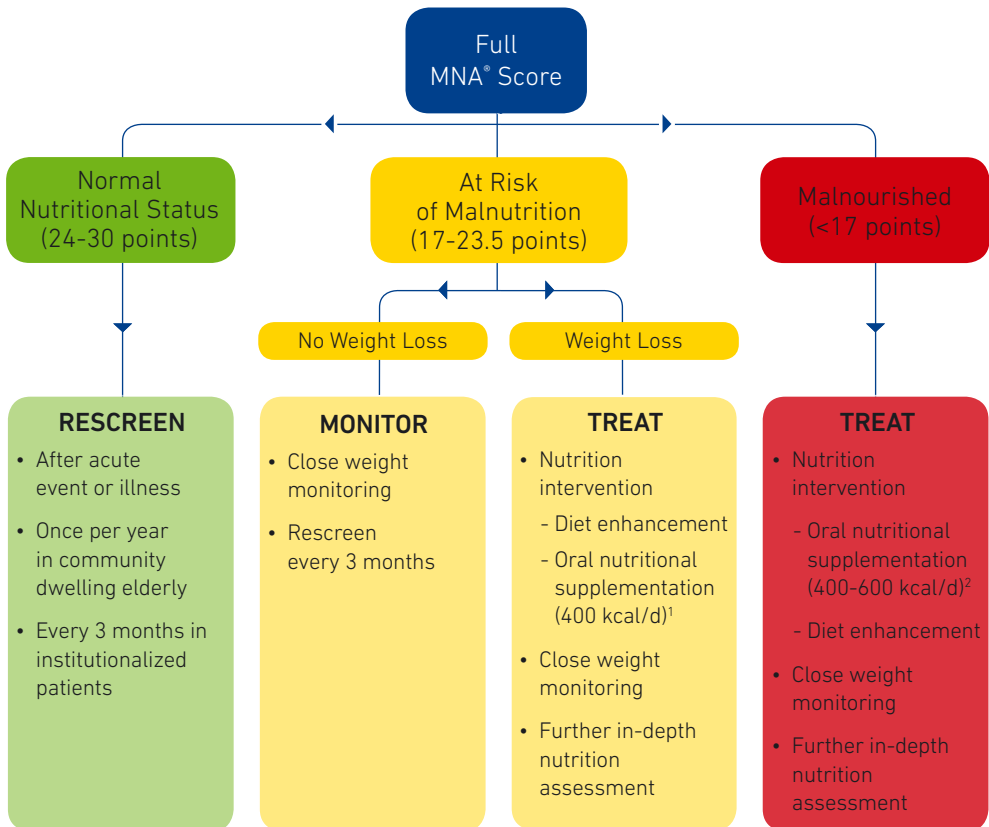 Full
MNA® Score
Normal
Nutritional Status
(24-30 points)
At Risk
of Malnutrition
(17-23.5 points)
Malnourished
(<17 points)
No Weight Loss
Weight Loss
RESCREEN
• After acute
event or illness
• Once per year
in community
dwelling elderly
• Every 3 months in
institutionalized
patients
MONITOR
• Close weight
monitoring
• Rescreen
every 3 months
TREAT
• Nutrition
intervention
- Diet enhancement
- Oral nutritional
supplementation
(400 kcal/d)¹
• Close weight
monitoring
• Further in-depth
nutrition
assessment
TREAT
• Nutrition
intervention
- Oral nutritional
supplementation
(400-600 kcal/d)²
- Diet enhancement
• Close weight
monitoring
• Further in-depth
nutrition
assessment